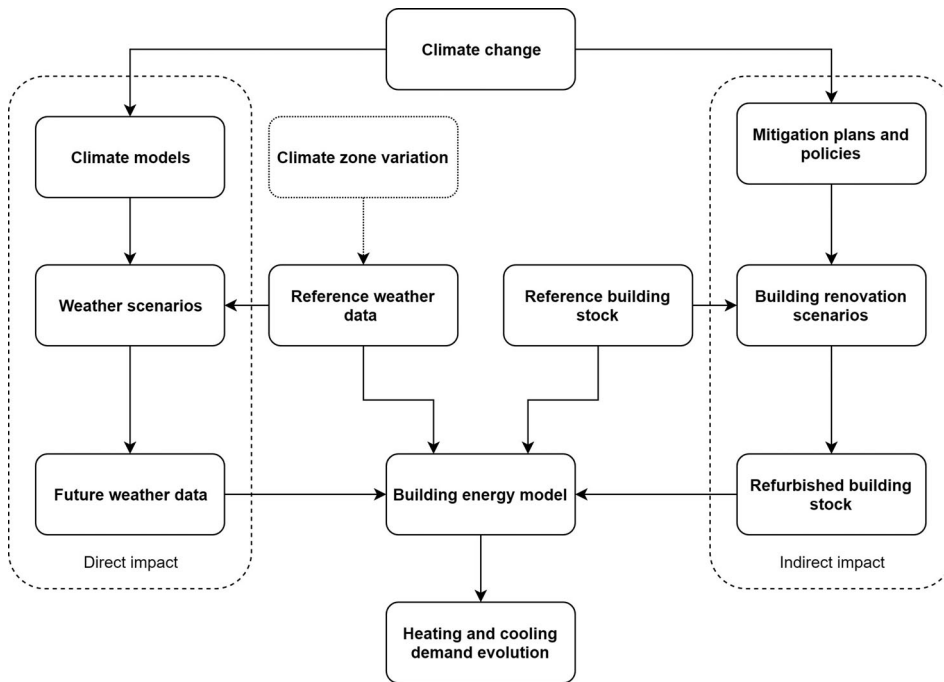 Climate change
Climate models
Climate zone variation
Mitigation plans and
policies
Weather scenarios
Reference weather
data
Reference building
stock
Building renovation
scenarios
Future weather data
Building energy model
Refurbished building
stock
Direct impact
Indirect impact
Heating and cooling
demand evolution